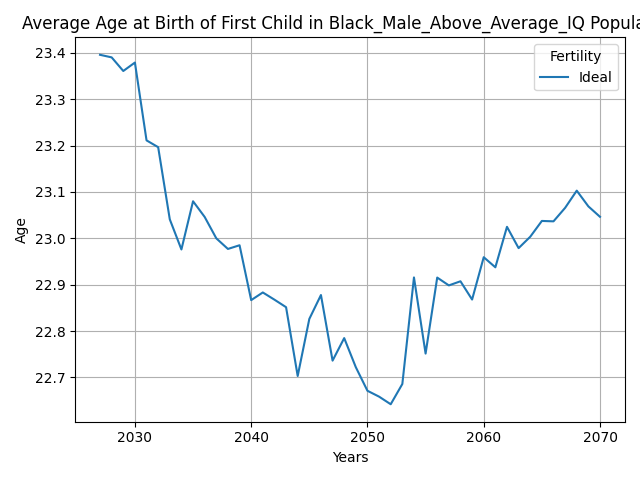 Average Age at Birth of First Child in Black_Male_Above_Average_IQ Popula
Fertility
Ideal
23.4
23.3
23.2
23.1
23.0
22.9
22.8
22.7
Age
2030 2040 2050 2060 2070
Years